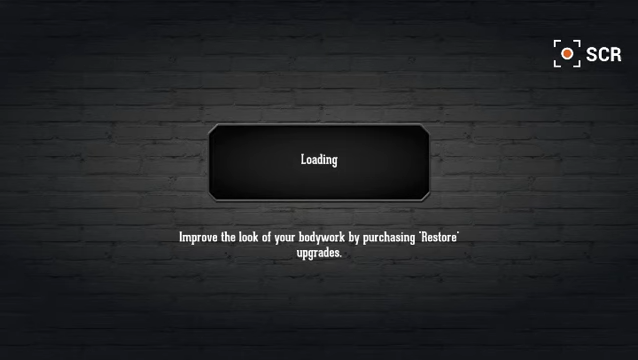 SCR
Loading
Improve the look of your bodywork by purchasing 'Restore'
upgrades.